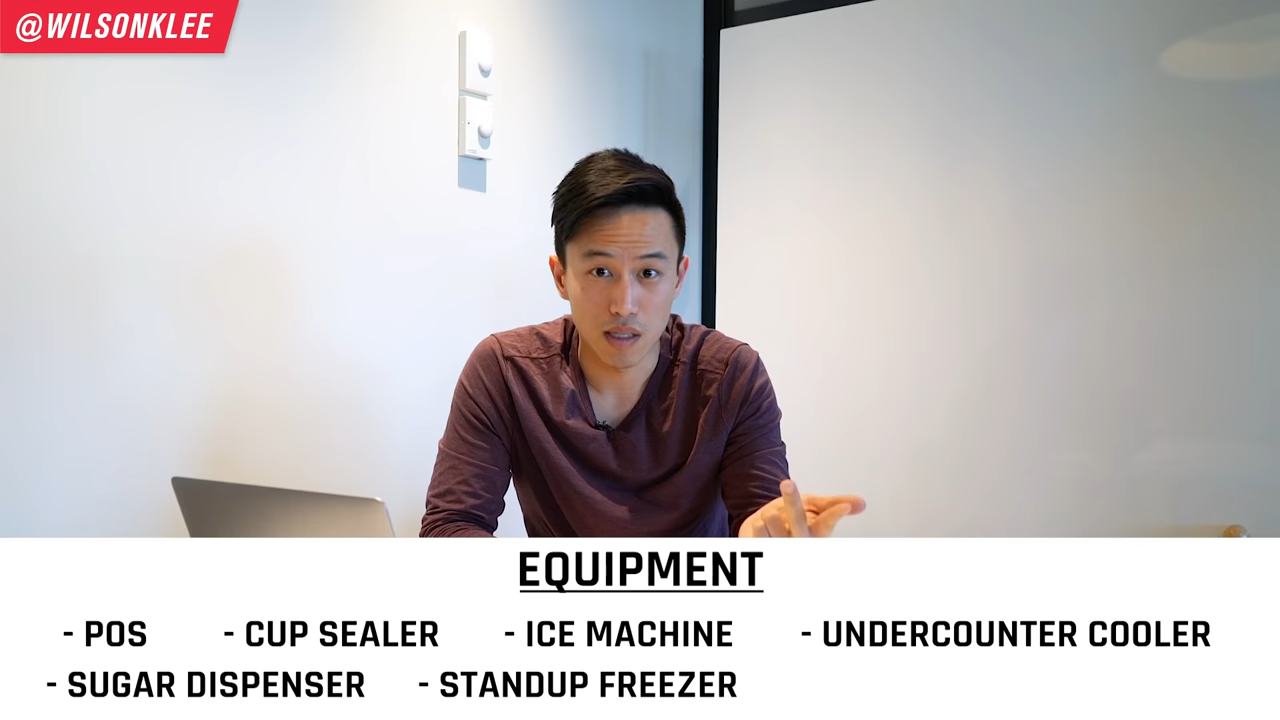 @WILSONKLEE
EQUIPMENT
- POS - CUP SEALER - ICE MACHINE - UNDERCOUNTER COOLER
- SUGAR DISPENSER - STANDUP FREEZER